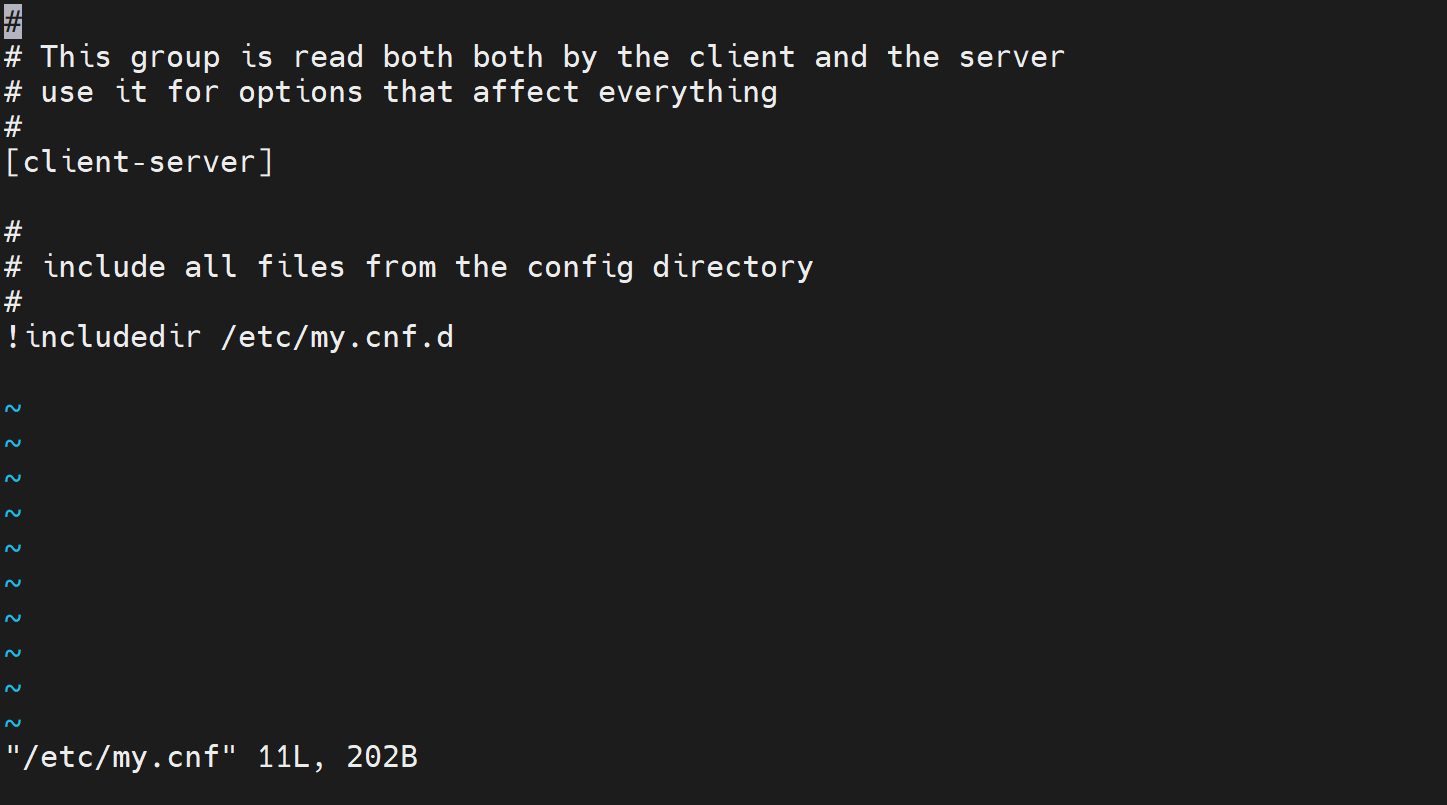 #
# This group is read both both by the client and the server
# use it for options that affect everything
#
[client-server]
#
# include all files from the config directory
#
!includedir /etc/my.cnf.d
~
~
~
~
~
~
~
~
~
~
"/etc/my.cnf" 11L, 202B